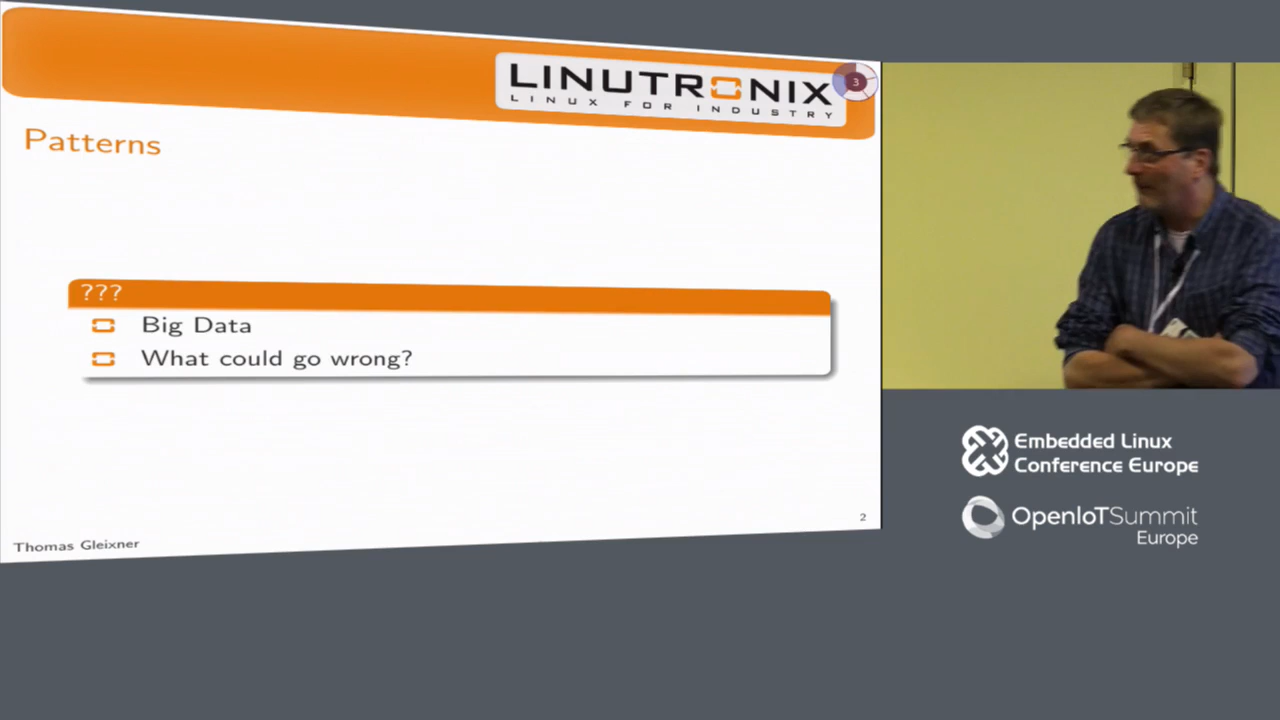 LINUTRONIX
LINUX FOR INDUSTRY
3
Patterns
???
Big Data
What could go wrong?
2
Thomas Gleixner
Embedded Linux
Conference Europe
OpenIoTSummit
Europe